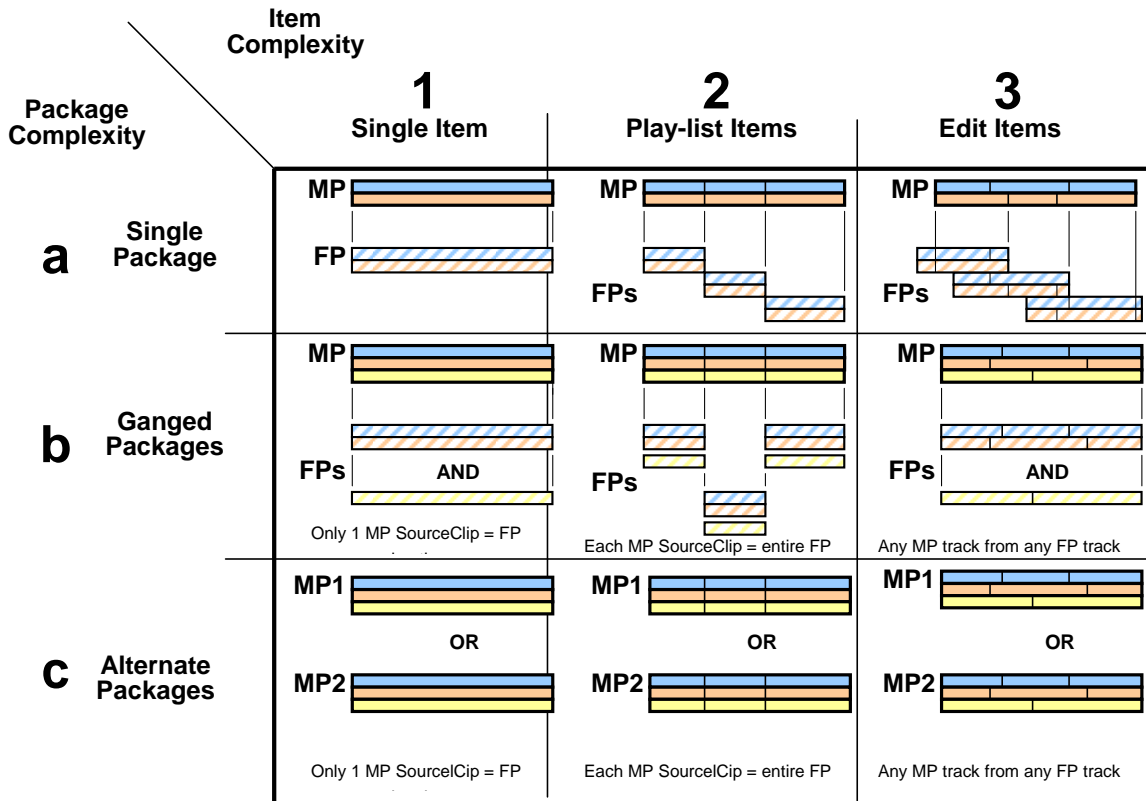 Item
Complexity
Package
Complexity
1
2
3
Single Item
Play-list Items
Edit Items
a
Single
Package
MP
FP
MP
FPs
MP
FPs
b
Ganged
Packages
MP
FPs
AND
Only 1 MP SourceClip = FP
MP
FPs
Each MP SourceClip = entire FP
MP
FPs
AND
Any MP track from any FP track
c
Alternate
Packages
MP1
OR
MP2
Only 1 MP SourcelCip = FP
MP1
OR
MP2
Each MP SourcelCip = entire FP
MP1
OR
MP2
Any MP track from any FP track